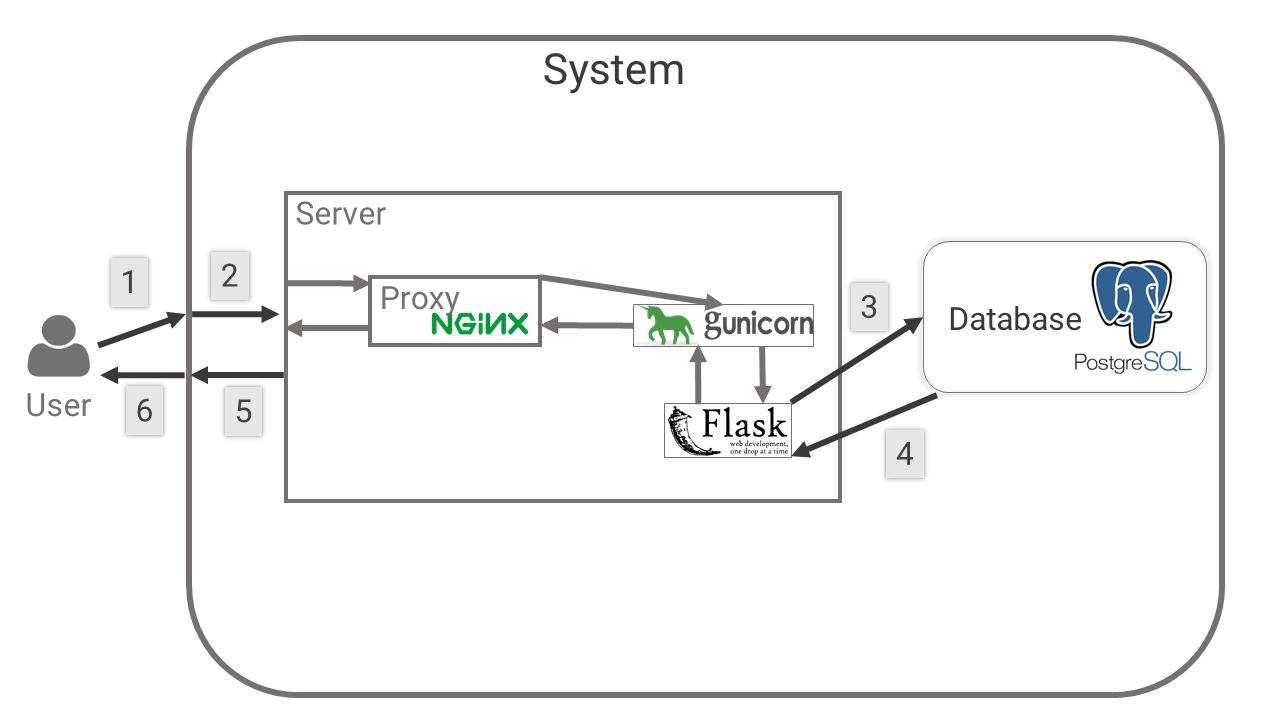 System
Server
1
2
Proxy
NGINX
gunicorn
3
Database
PostgreSQL
User
6
5
Flask
web development,
one drop at a time
4